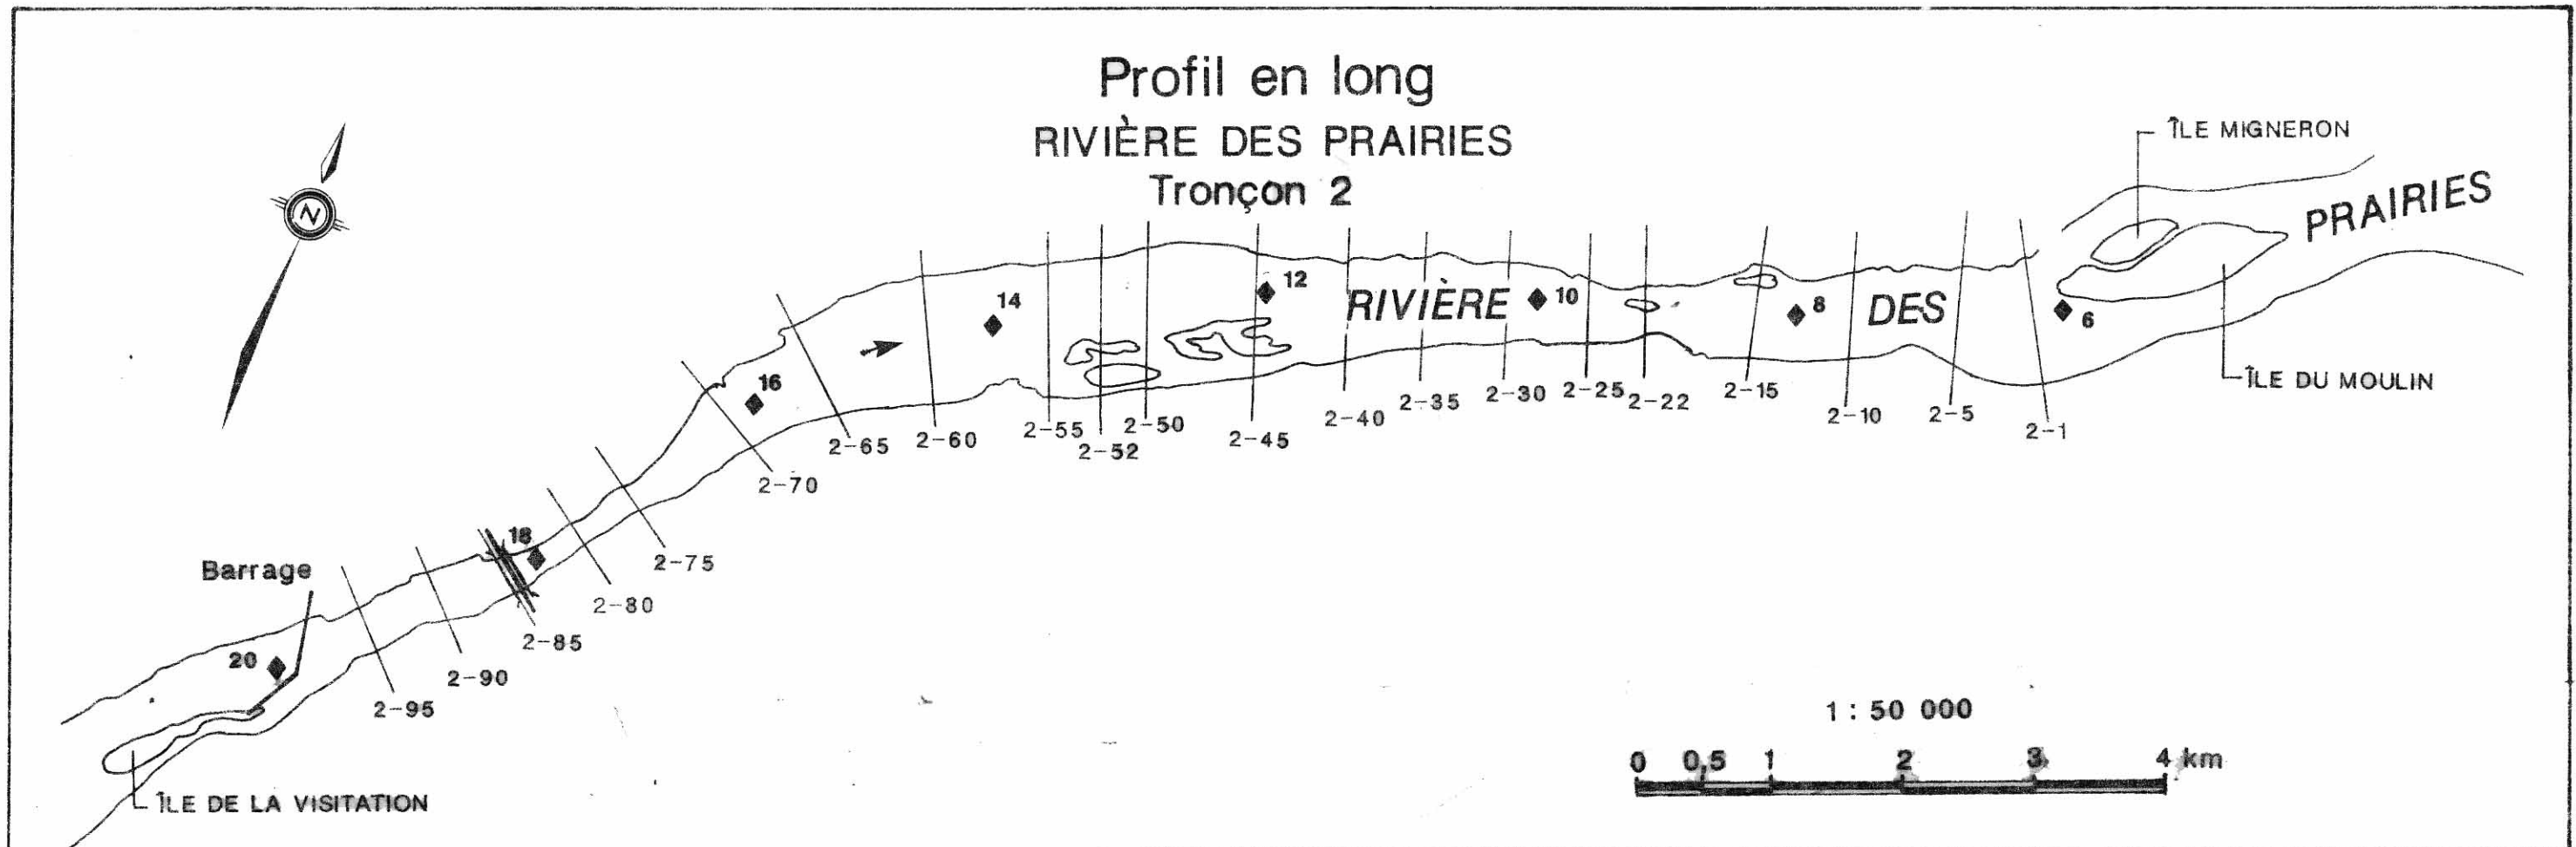 Profil en long
RIVIÈRE DES PRAIRIES
Tronçon 2
ÎLE MIGNERON
PRAIRIES
N
RIVIÈRE
DES
ÎLE DU MOULIN
6
8
10
12
14
16
18
20
2-1
2-5
2-10
2-15
2-22
2-25
2-30
2-35
2-40
2-45
2-50
2-52
2-55
2-60
2-65
2-70
2-75
2-80
2-85
2-90
2-95
Barrage
ÎLE DE LA VISITATION
1 : 50 000
0 0,5 1 2 3 4 km